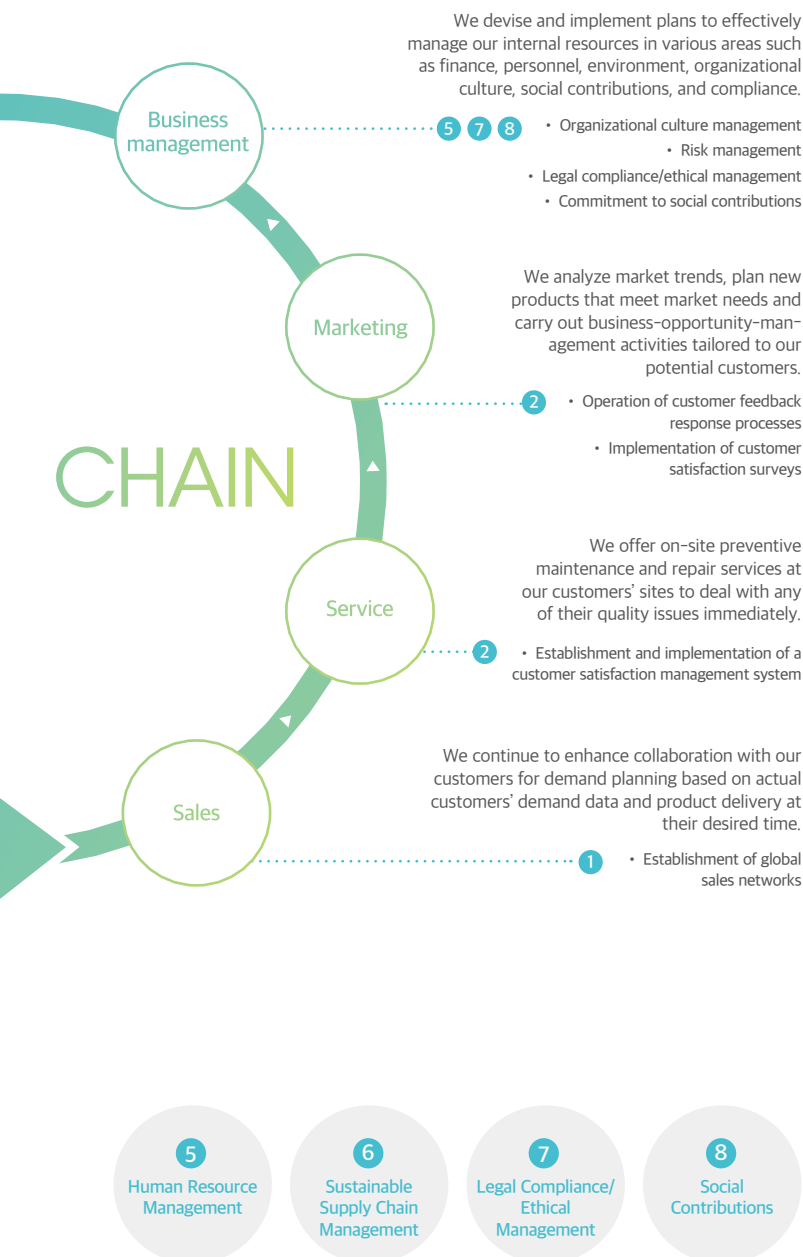 We devise and implement plans to effectively
manage our internal resources in various areas such
as finance, personnel, environment, organizational
culture, social contributions, and compliance.
Business
management
5 7 8
• Organizational culture management
• Risk management
• Legal compliance/ethical management
• Commitment to social contributions
We analyze market trends, plan new
products that meet market needs and
carry out business-opportunity-man-
agement activities tailored to our
potential customers.
Marketing
2
• Operation of customer feedback
response processes
• Implementation of customer
satisfaction surveys
CHAIN
We offer on-site preventive
maintenance and repair services at
our customers’ sites to deal with any
of their quality issues immediately.
Service
2
• Establishment and implementation of a
customer satisfaction management system
We continue to enhance collaboration with our
customers for demand planning based on actual
customers’ demand data and product delivery at
their desired time.
Sales
1
• Establishment of global
sales networks
5
Human Resource
Management
6
Sustainable
Supply Chain
Management
7
Legal Compliance/
Ethical
Management
8
Social
Contributions